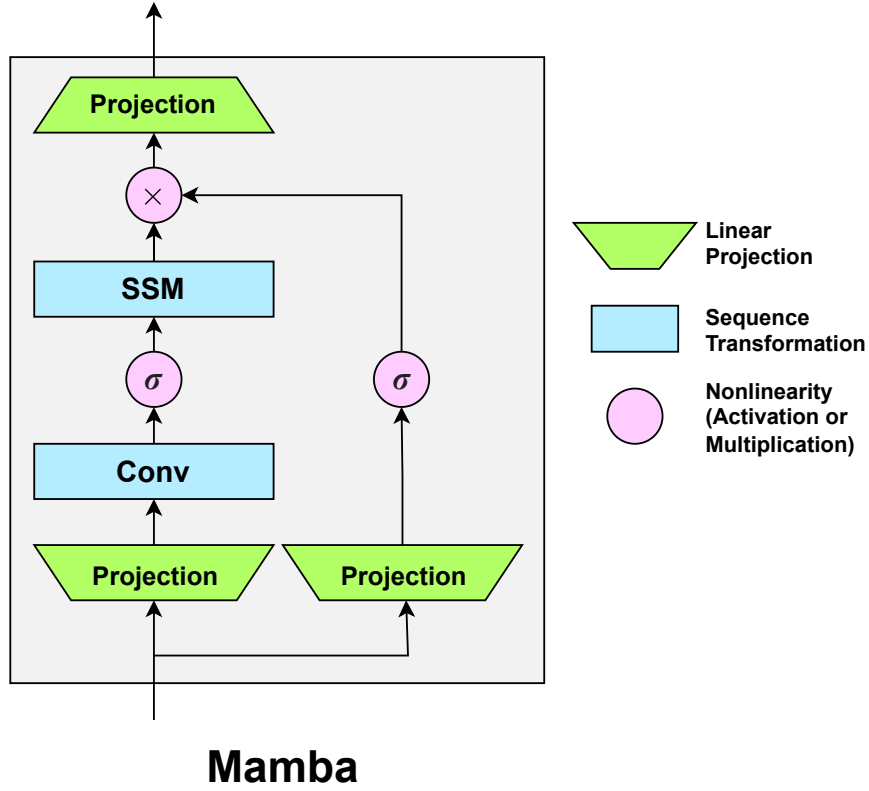 Projection
×
SSM
σ
σ
Conv
Projection
Projection
Linear
Projection
Sequence
Transformation
Nonlinearity
(Activation or
Multiplication)
Mamba